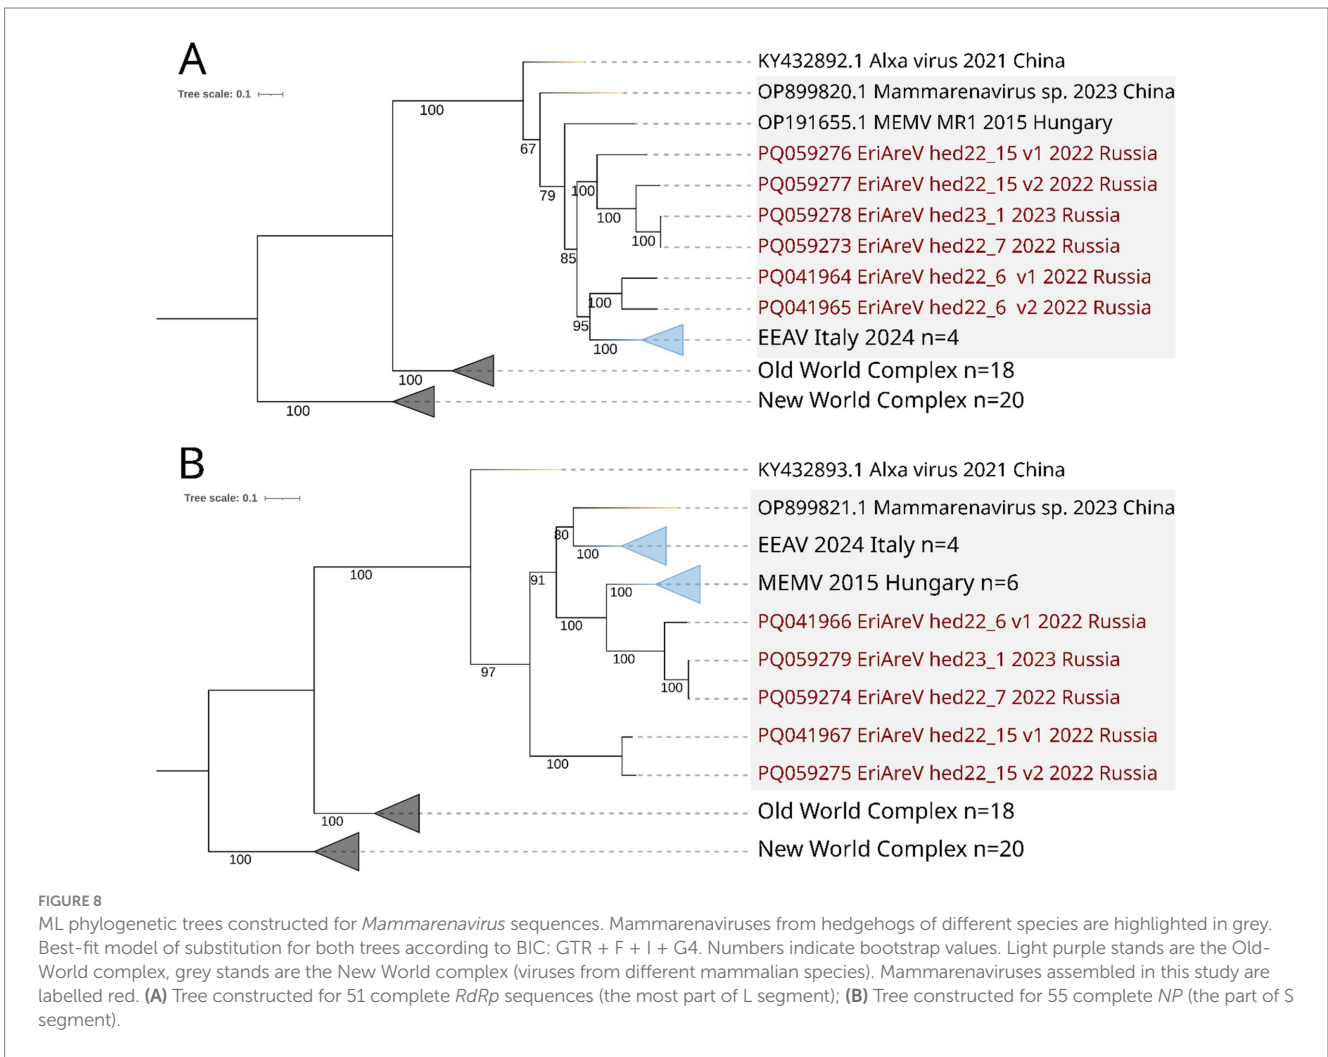 A
Tree scale: 0.1
KY432892.1 Alxa virus 2021 China
OP899820.1 Mammarenavirus sp. 2023 China
OP191655.1 MEMV MR1 2015 Hungary
PQ059276 EriAreV hed22_15 v1 2022 Russia
PQ059277 EriAreV hed22_15 v2 2022 Russia
PQ059278 EriAreV hed23_1 2023 Russia
PQ059273 EriAreV hed22_7 2022 Russia
PQ041964 EriAreV hed22_6 v1 2022 Russia
PQ041965 EriAreV hed22_6 v2 2022 Russia
EEAV Italy 2024 n=4
Old World Complex n=18
New World Complex n=20
100
67
79
100
100
100
85
100
95
100
100
100
B
Tree scale: 0.1
KY432893.1 Alxa virus 2021 China
OP899821.1 Mammarenavirus sp. 2023 China
EEAV 2024 Italy n=4
MEMV 2015 Hungary n=6
PQ041966 EriAreV hed22_6 v1 2022 Russia
PQ059279 EriAreV hed23_1 2023 Russia
PQ059274 EriAreV hed22_7 2022 Russia
PQ041967 EriAreV hed22_15 v1 2022 Russia
PQ059275 EriAreV hed22_15 v2 2022 Russia
Old World Complex n=18
New World Complex n=20
80
100
100
91
100
100
100
97
100
100
100
100
FIGURE 8
ML phylogenetic trees constructed for Mammarenavirus sequences. Mammarenaviruses from hedgehogs of different species are highlighted in grey.
Best-fit model of substitution for both trees according to BIC: GTR + F + I + G4. Numbers indicate bootstrap values. Light purple stands are the Old-
World complex, grey stands are the New World complex (viruses from different mammalian species). Mammarenaviruses assembled in this study are
labelled red. (A) Tree constructed for 51 complete RdRp sequences (the most part of L segment); (B) Tree constructed for 55 complete NP (the part of S
segment).